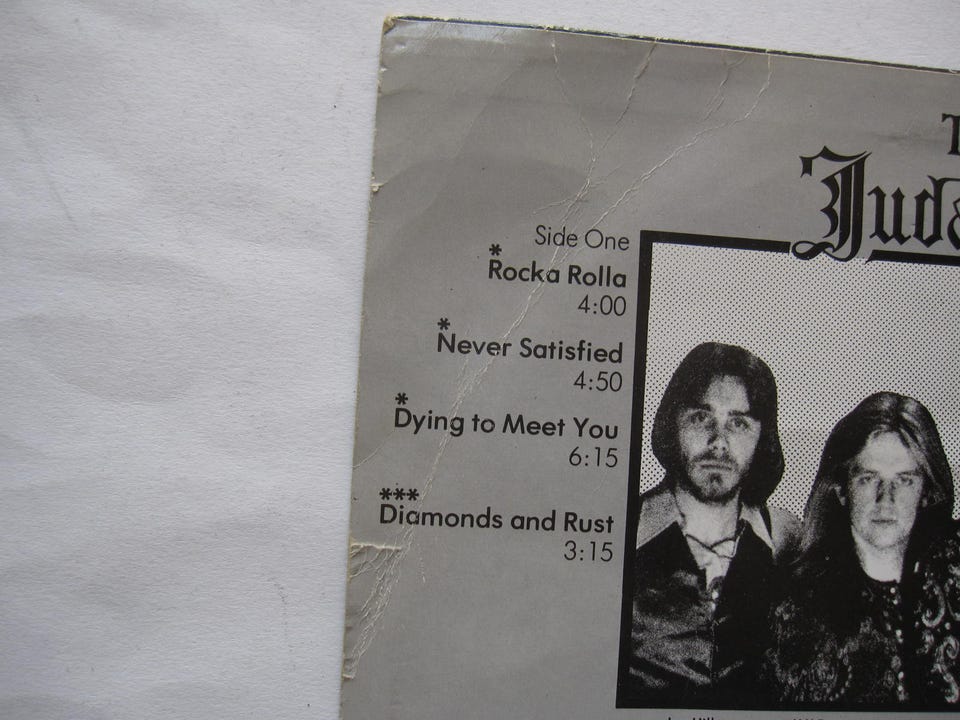 T
Juda
Side One
*
Rocka Rolla
4:00
*
Never Satisfied
4:50
*
Dying to Meet You
6:15
***
Diamonds and Rust
3:15